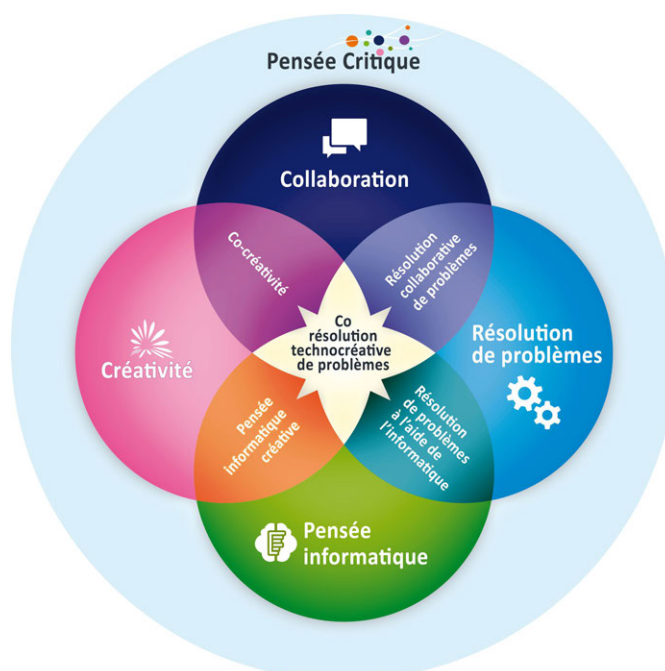 Pensée Critique
Collaboration
Co-créativité
Résolution
collaborative
de problèmes
Co
résolution
technocréative
de problèmes
Créativité
Résolution
de problèmes
Pensée
informatique
créative
Résolution
de problèmes
à l'aide de
l'informatique
Pensée
informatique